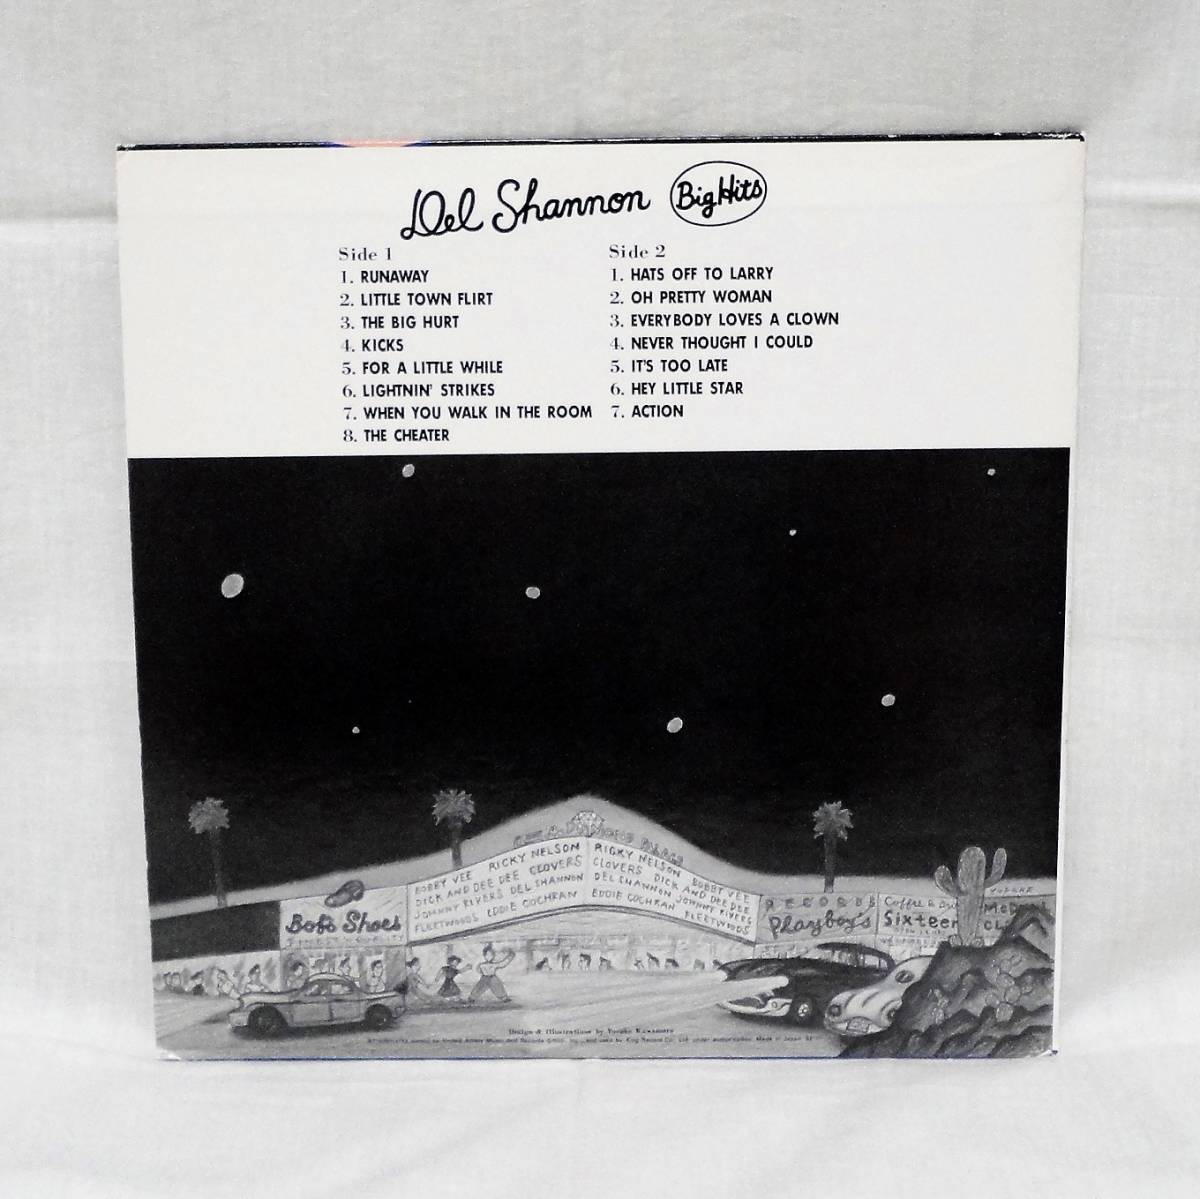 Del Shannon Big Hits
Side 1
1. RUNAWAY
2. LITTLE TOWN FLIRT
3. THE BIG HURT
4. KICKS
5. FOR A LITTLE WHILE
6. LIGHTNIN' STRIKES
7. WHEN YOU WALK IN THE ROOM
8. THE CHEATER
Side 2
1. HATS OFF TO LARRY
2. OH PRETTY WOMAN
3. EVERYBODY LOVES A CLOWN
4. NEVER THOUGHT I COULD
5. IT'S TOO LATE
6. HEY LITTLE STAR
7. ACTION
BOBBY VEE RICKY NELSON
DICK AND DEE DEE CLOVERS
JOHNNY RIVERS DEL SHANNON
FLEETWOODS EDDIE COCHRAN
RICKY NELSON BOBBY VEE
CLOVERS DICK AND DEE DEE
DEL SHANNON JOHNNY RIVERS
EDDIE COCHRAN FLEETWOODS
Bob's Shoes
RECORDS
Playboy's
Sixteen
Design & Illustrations by Yosuke Kawamura